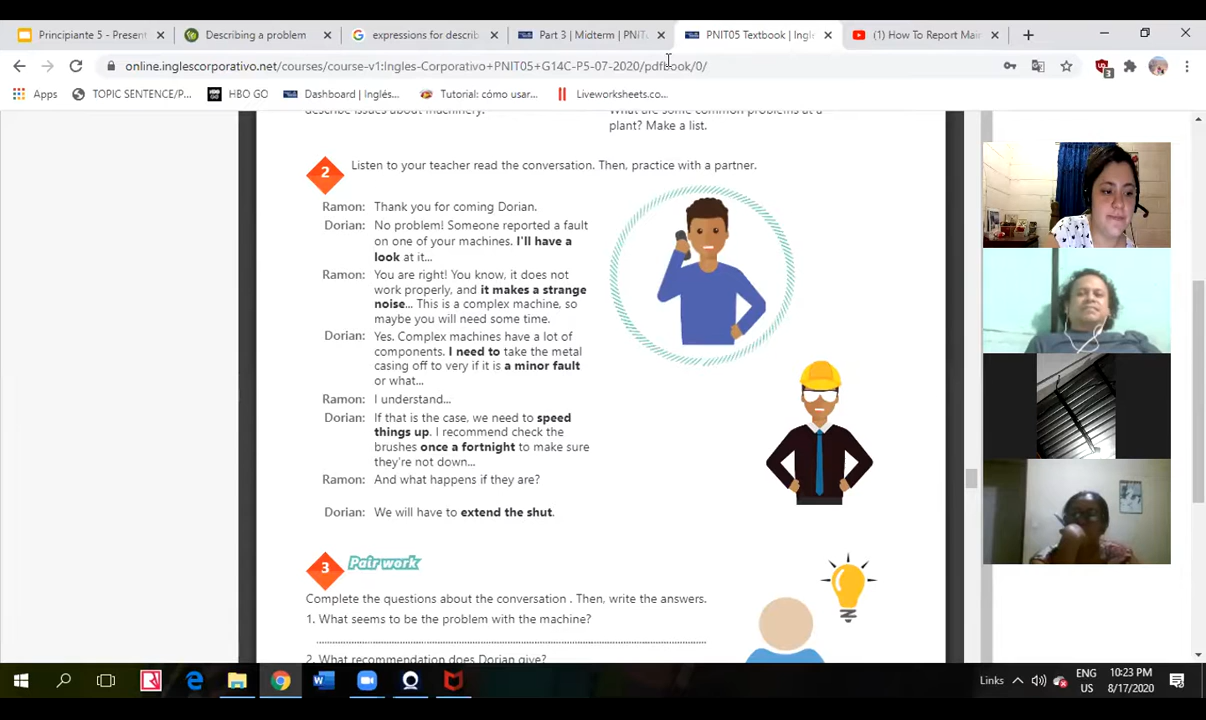 Principiante 5 - Present
Describing a problem
expressions for describ
Part 3 | Midterm | PNIT
PNIT05 Textbook | Ingle
(1) How To Report Main
online.inglescorporativo.net/courses/course-v1:Ingles-Corporativo+PNIT05+G14C-P5-07-2020/pdfbook/0/
3
Apps
TOPIC SENTENCE/P...
HBO GO
Dashboard | Inglés...
Tutorial: cómo usar...
Liveworksheets.co...
describe issues about machinery.
What are some common problems at a
plant? Make a list.
2
Listen to your teacher read the conversation. Then, practice with a partner.
Ramon: Thank you for coming Dorian.
Dorian: No problem! Someone reported a fault
on one of your machines. I'll have a
look at it...
Ramon: You are right! You know, it does not
work properly, and it makes a strange
noise... This is a complex machine, so
maybe you will need some time.
Dorian: Yes. Complex machines have a lot of
components. I need to take the metal
casing off to very if it is a minor fault
or what...
Ramon: I understand...
Dorian: If that is the case, we need to speed
things up. I recommend check the
brushes once a fortnight to make sure
they're not down...
Ramon: And what happens if they are?
Dorian: We will have to extend the shut.
3
Pair work
Complete the questions about the conversation . Then, write the answers.
1. What seems to be the problem with the machine?
2. What recommendation does Dorian give?
Links
ENG
US
10:23 PM
8/17/2020